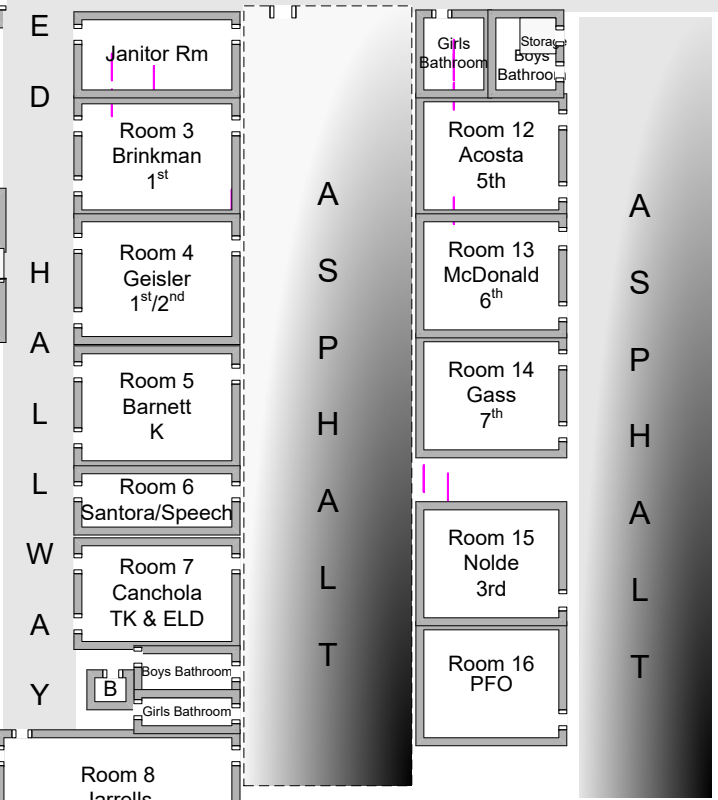 E
D
H
A
L
L
W
A
Y
Janitor Rm
Room 3
Brinkman
1st
Room 4
Geisler
1st/2nd
Room 5
Barnett
K
Room 6
Santora/Speech
Room 7
Canchola
TK & ELD
Boys Bathroom
B
Girls Bathroom
Room 8
Jarrolls
A
S
P
H
A
L
T
Girls
Bathroom
Storage
Boys
Bathroom
Room 12
Acosta
5th
Room 13
McDonald
6th
Room 14
Gass
7th
Room 15
Nolde
3rd
Room 16
PFO
A
S
P
H
A
L
T